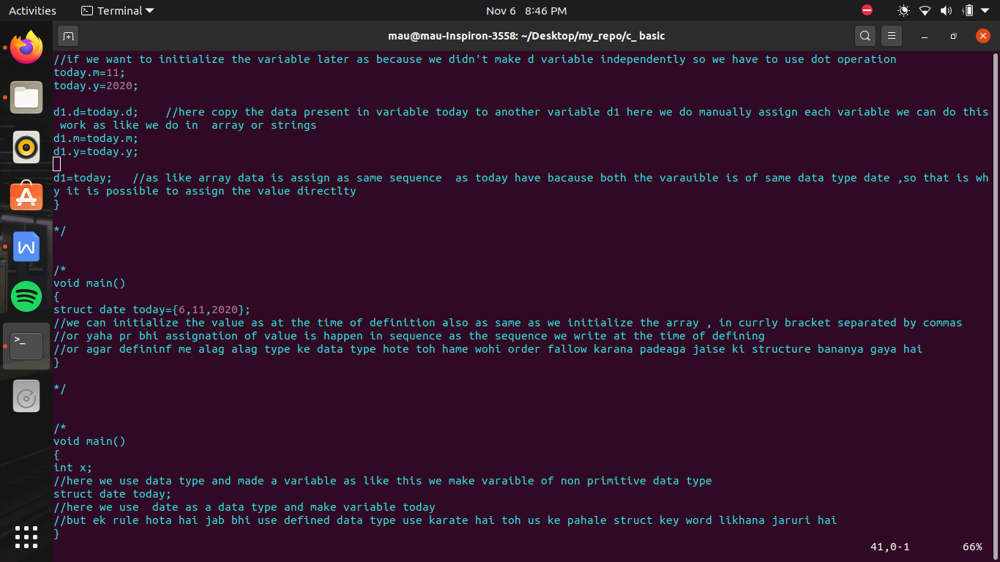 Activities
Terminal
Nov 6 8:46 PM
mau@mau-Inspiron-3558: ~/Desktop/my_repo/c_ basic
//if we want to initialize the variable later as because we didn't make d variable independently so we have to use dot operation
today.m=11;
today.y=2020;
d1.d=today.d;    //here copy the data present in variable today to another variable d1 here we do manually assign each variable we can do this
 work as like we do in  array or strings
d1.m=today.m;
d1.y=today.y;
d1=today;   //as like array data is assign as same sequence  as today have bacause both the varauible is of same data type date ,so that is wh
y it is possible to assign the value directlty
}
*/
/*
void main()
{
struct date today={6,11,2020};
//we can initialize the value as at the time of definition also as same as we initialize the array , in currly bracket separated by commas
//or yaha pr bhi assignation of value is happen in sequence as the sequence we write at the time of defining
//or agar defininf me alag alag type ke data type hote toh hame wohi order fallow karana padeaga jaise ki structure bananya gaya hai
}
*/
/*
void main()
{
int x;
//here we use data type and made a variable as like this we make varaible of non primitive data type
struct date today;
//here we use  date as a data type and make variable today
//but ek rule hota hai jab bhi use defined data type use karate hai toh us ke pahale struct key word likhana jaruri hai
}
41,0-1        66%